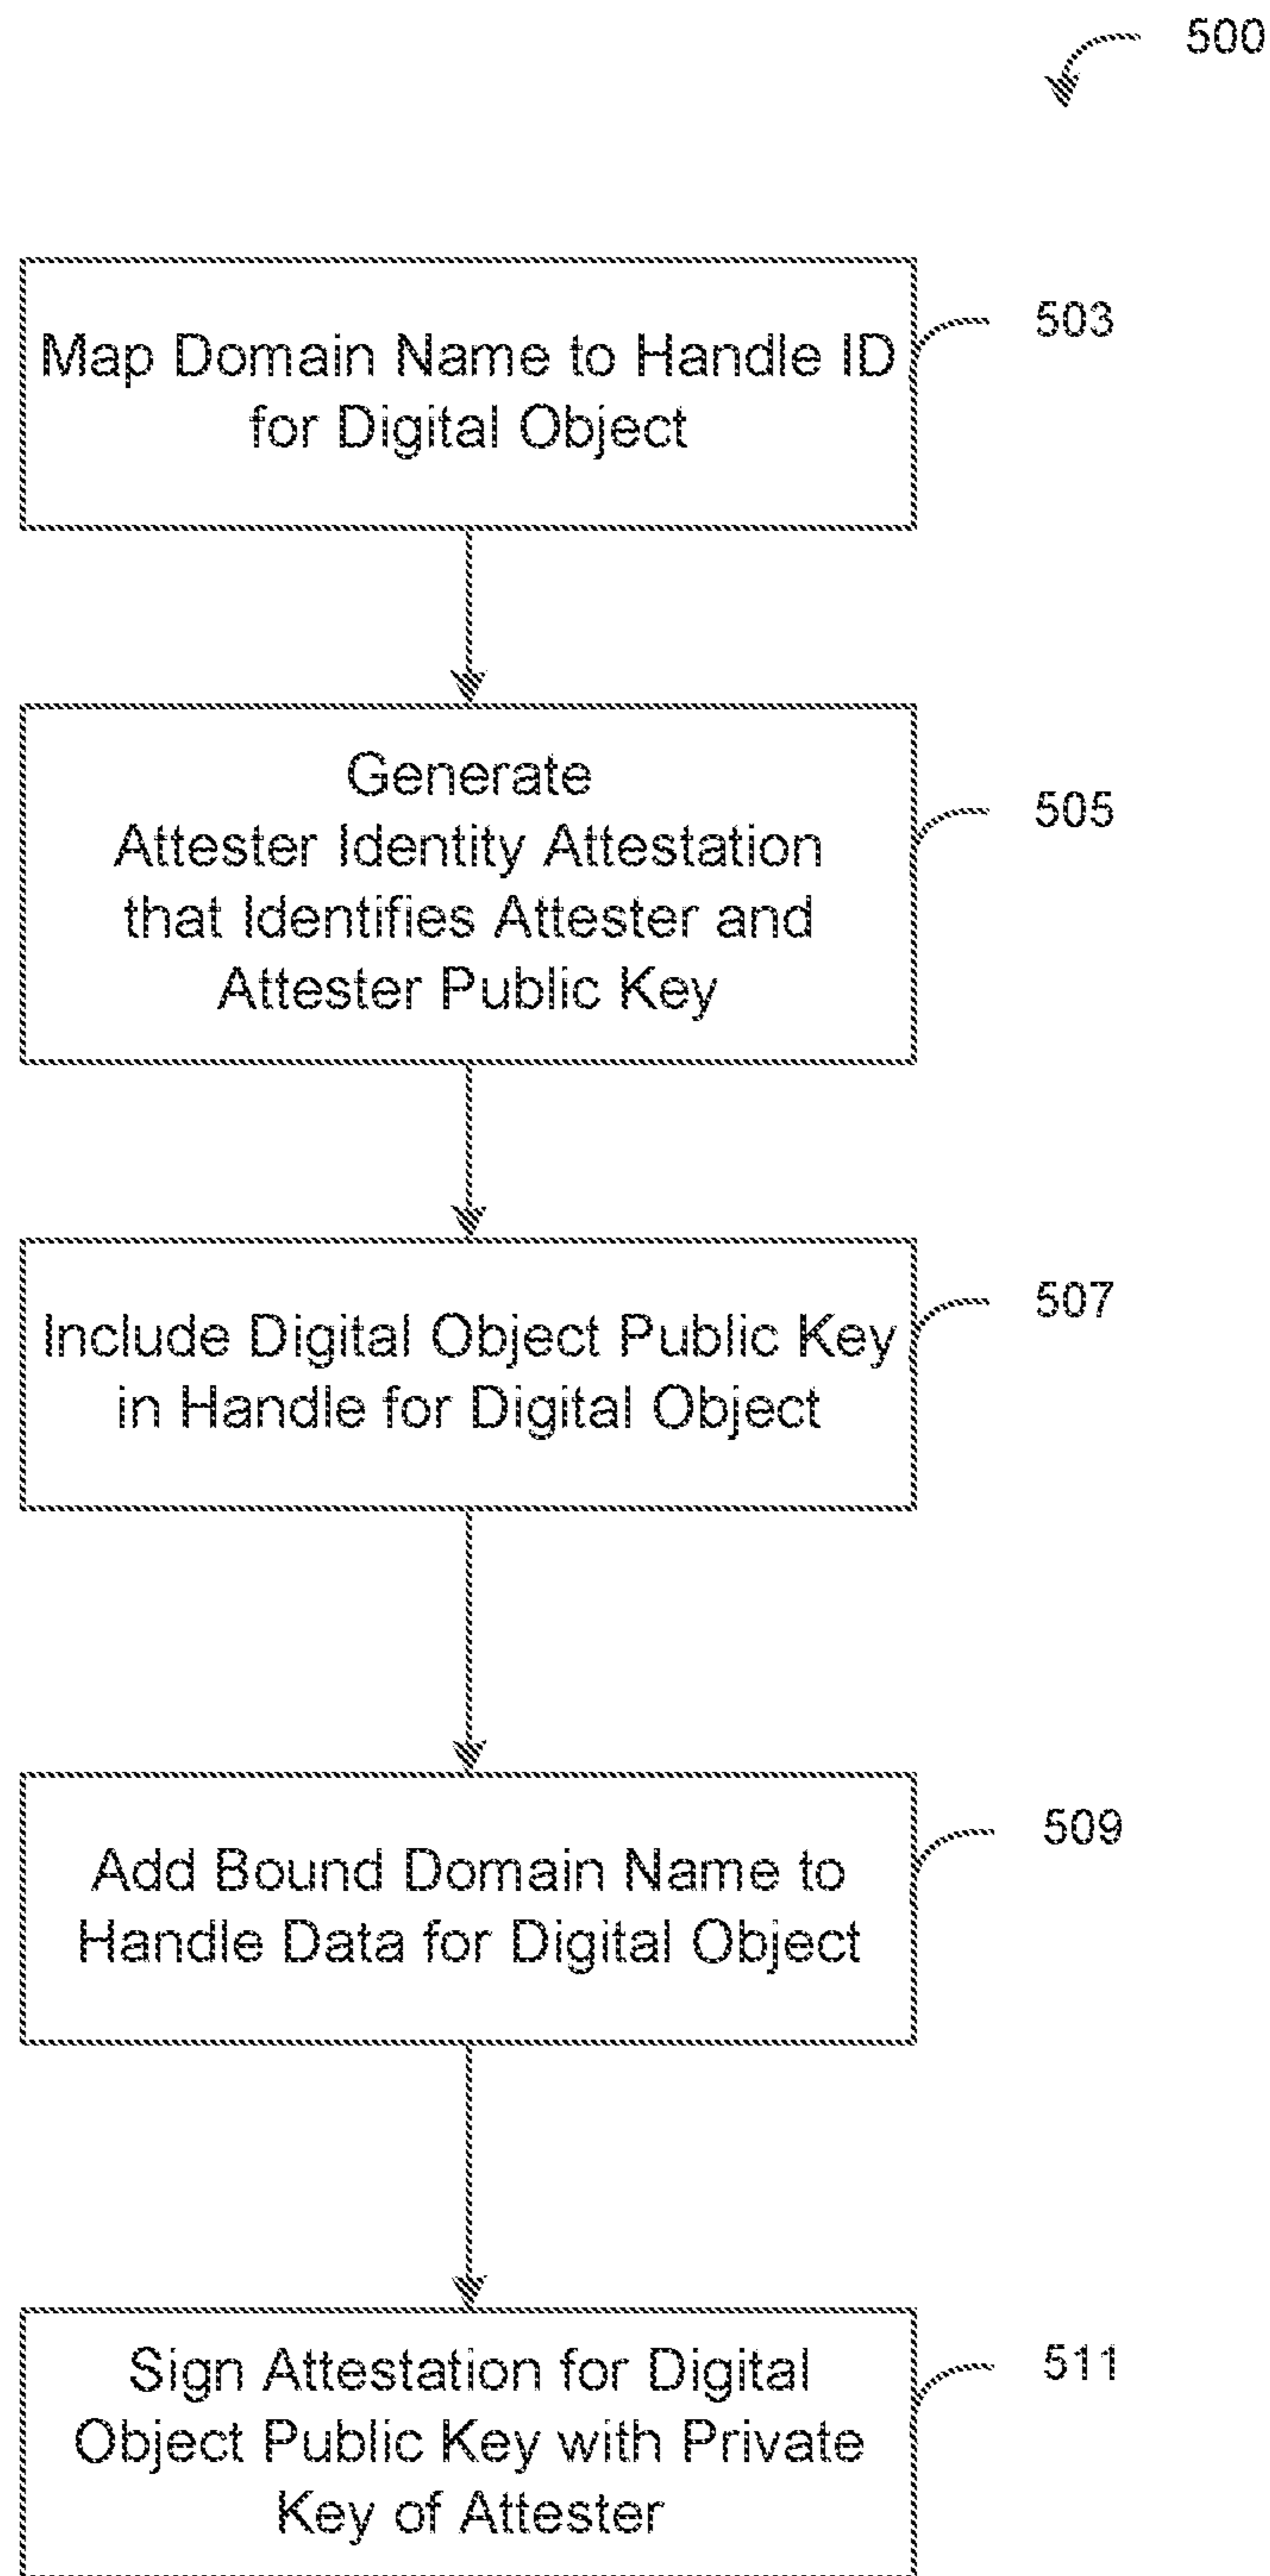 500
Map Domain Name to Handle ID
for Digital Object
503
Generate
Attester Identity Attestation
that Identifies Attester and
Attester Public Key
505
Include Digital Object Public Key
in Handle for Digital Object
507
Add Bound Domain Name to
Handle Data for Digital Object
509
Sign Attestation for Digital
Object Public Key with Private
Key of Attester
511